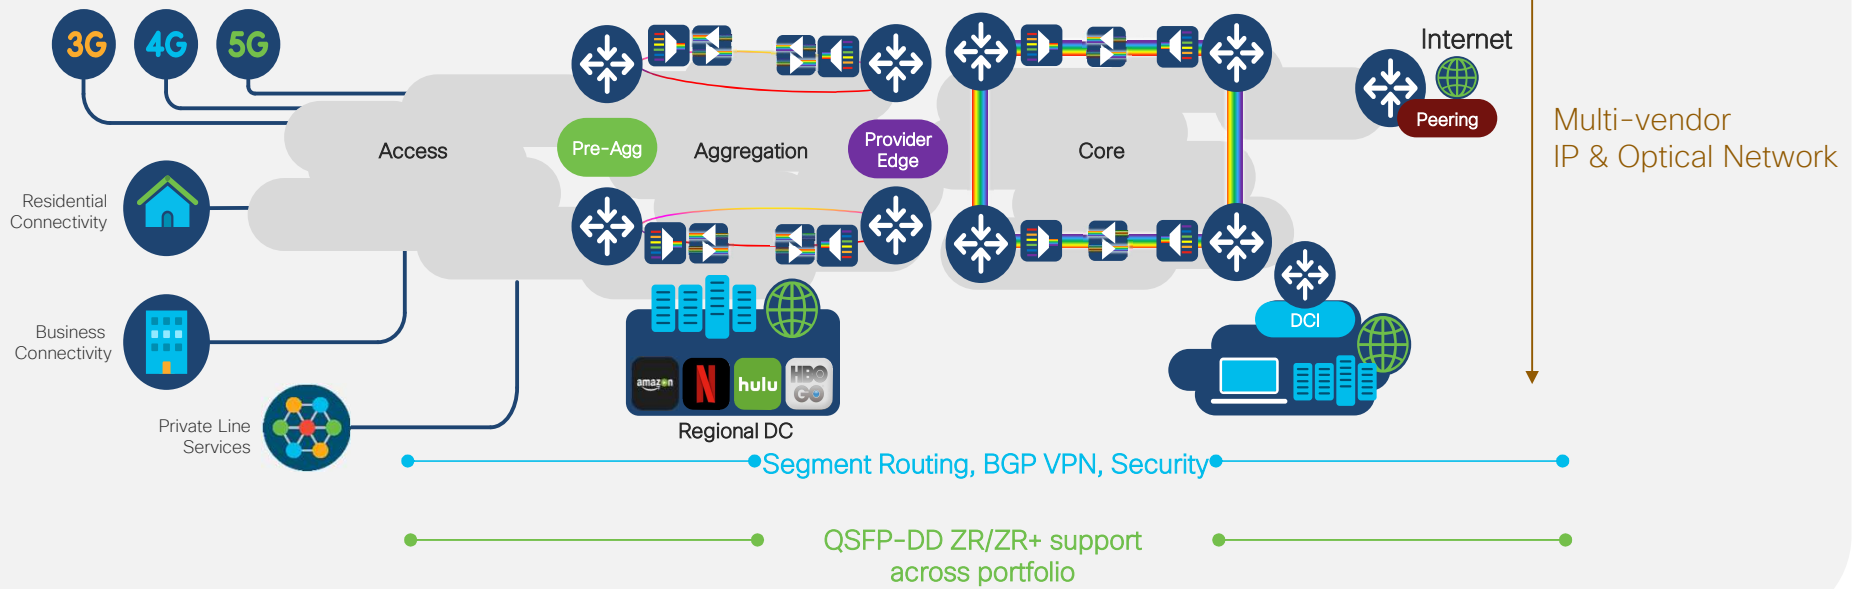 3G
4G
5G
Internet
Peering
Multi-vendor
IP & Optical Network
Access
Pre-Agg
Aggregation
Provider
Edge
Core
Residential
Connectivity
Business
Connectivity
Private Line
Services
amazon
N
hulu
HBO
GO
Regional DC
DCI
Segment Routing, BGP VPN, Security
QSFP-DD ZR/ZR+ support
across portfolio